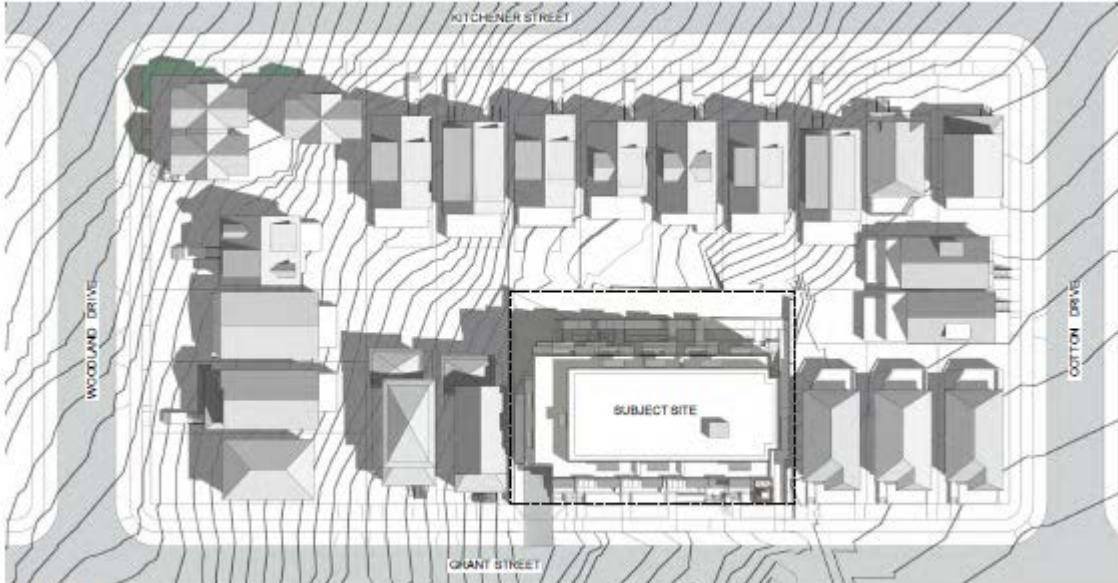 KITCHENER STREET
WOODLAND DRIVE
COTTON DRIVE
SUBJECT SITE
GRANT STREET